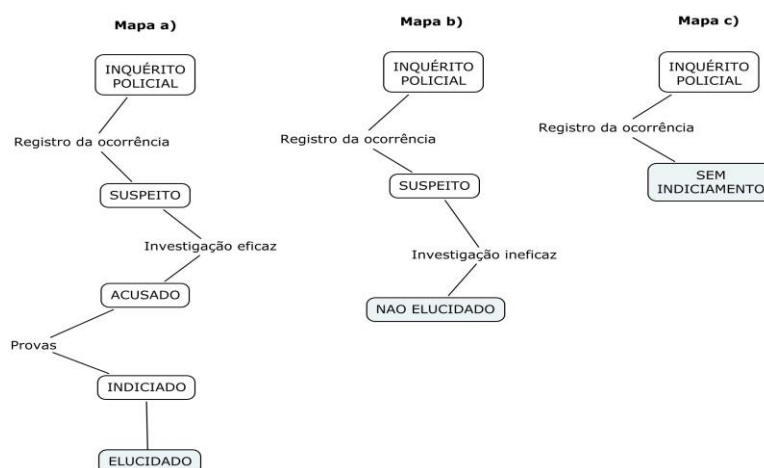 Mapa a)
INQUÉRITO
POLICIAL
Registro da ocorrência
SUSPEITO
Investigação eficaz
ACUSADO
Provas
INDICIADO
ELUCIDADO
Mapa b)
INQUÉRITO
POLICIAL
Registro da ocorrência
SUSPEITO
Investigação ineficaz
NAO ELUCIDADO
Mapa c)
INQUÉRITO
POLICIAL
Registro da ocorrência
SEM
INDICIAMENTO